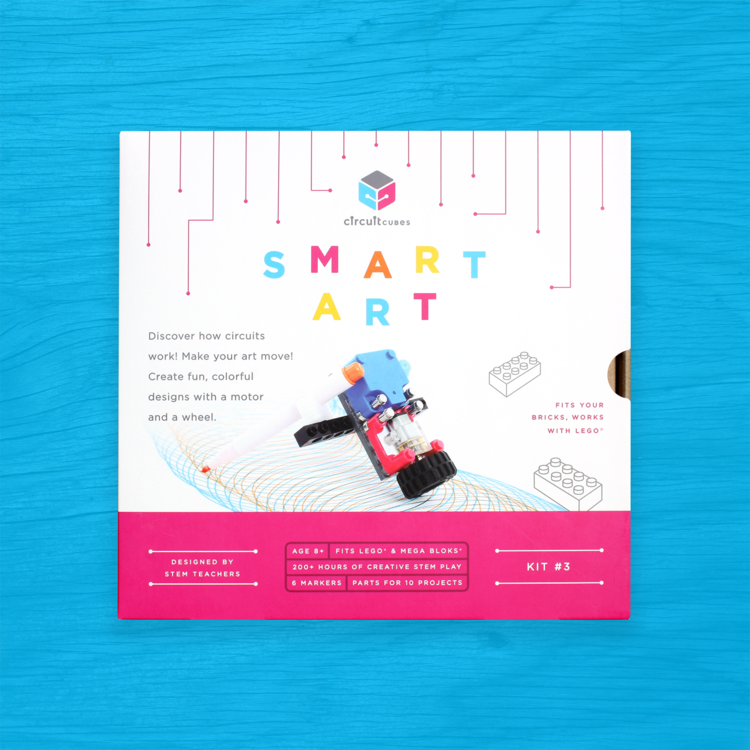 circuitCUBES
SMART
ART
Discover how circuits
work! Make your art move!
Create fun, colorful
designs with a motor
and a wheel.
FITS YOUR
BRICKS, WORKS
WITH LEGO®
DESIGNED BY
STEM TEACHERS
AGE 8+ FITS LEGO® & MEGA BLOKS®
200+ HOURS OF CREATIVE STEM PLAY
6 MARKERS PARTS FOR 10 PROJECTS
KIT #3